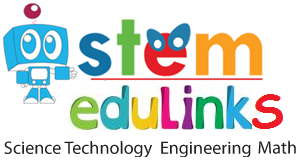 stem
eduLinks
Science Technology Engineering Math